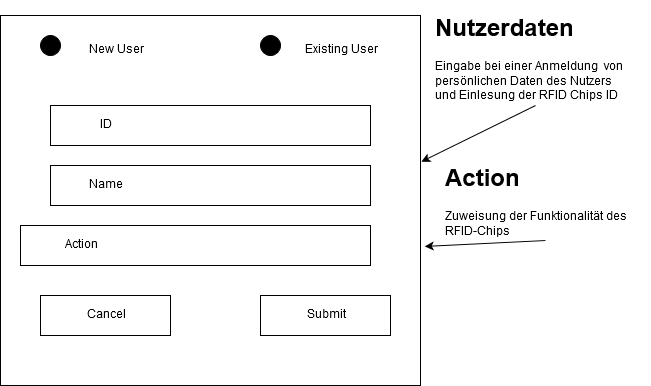 New User
Existing User
ID
Name
Action
Cancel
Submit
Nutzerdaten
Eingabe bei einer Anmeldung von
persönlichen Daten des Nutzers
und Einlesung der RFID Chips ID
Action
Zuweisung der Funktionalität des
RFID-Chips